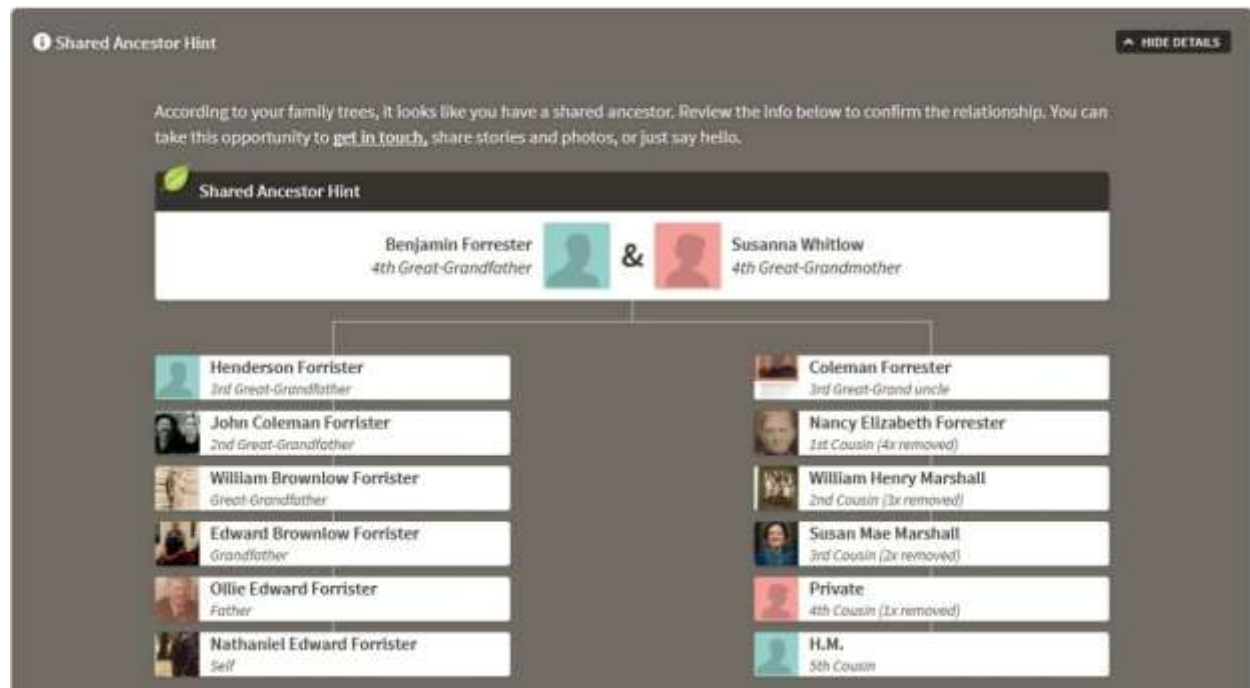 Shared Ancestor Hint
HIDE DETAILS
According to your family trees, it looks like you have a shared ancestor. Review the info below to confirm the relationship. You can
take this opportunity to get in touch, share stories and photos, or just say hello.
Shared Ancestor Hint
Benjamin Forrester
4th Great-Grandfather
&
Susanna Whitlow
4th Great-Grandmother
Henderson Forrister
3rd Great-Grandfather
John Coleman Forrister
2nd Great-Grandfather
William Brownlow Forrister
Great-Grandfather
Edward Brownlow Forrister
Grandfather
Ollie Edward Forrister
Father
Nathaniel Edward Forrister
Self
Coleman Forrester
3rd Great-Grand uncle
Nancy Elizabeth Forrester
1st Cousin (4x removed)
William Henry Marshall
2nd Cousin (3x removed)
Susan Mae Marshall
3rd Cousin (2x removed)
Private
4th Cousin (1x removed)
H.M.
5th Cousin